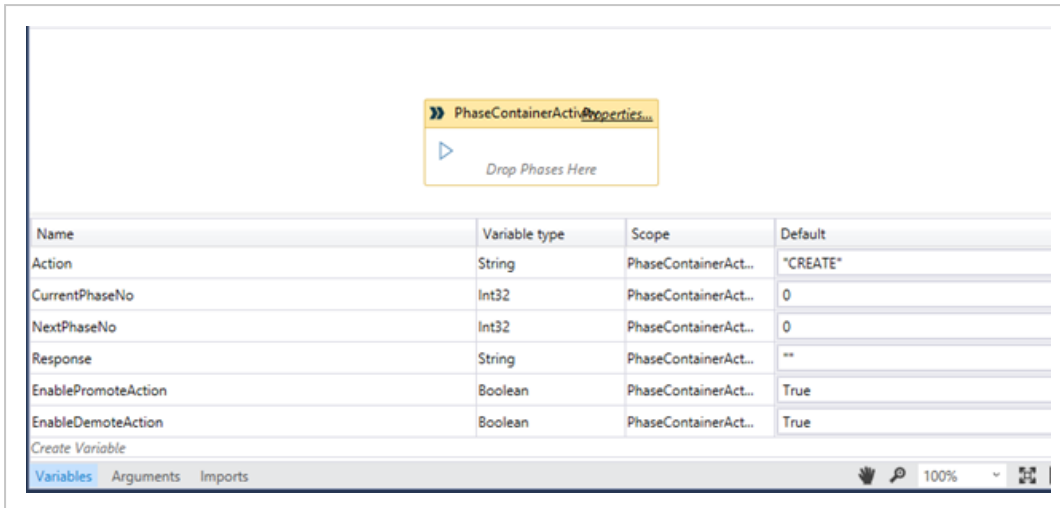 PhaseContainerActivity Properties...
Drop Phases Here
Name Variable type Scope Default
Action String PhaseContainerAct... "CREATE"
CurrentPhaseNo Int32 PhaseContainerAct... 0
NextPhaseNo Int32 PhaseContainerAct... 0
Response String PhaseContainerAct... ""
EnablePromoteAction Boolean PhaseContainerAct... True
EnableDemoteAction Boolean PhaseContainerAct... True
Create Variable
Variables Arguments Imports 100%